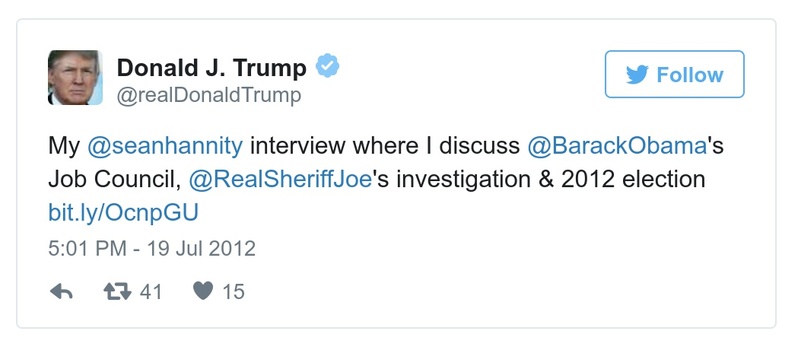 Donald J. Trump
@realDonaldTrump
Follow
My @seanhannity interview where I discuss @BarackObama's
Job Council, @RealSheriffJoe's investigation & 2012 election
bit.ly/OcnpGU
5:01 PM - 19 Jul 2012
41 15